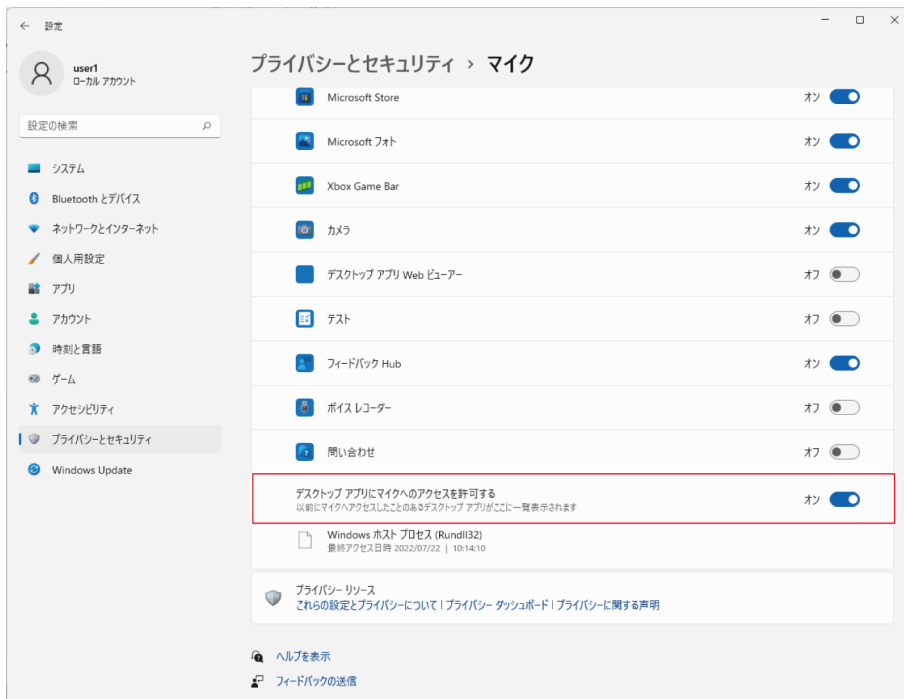 設定
user1
ローカル アカウント
設定の検索
システム
Bluetooth とデバイス
ネットワークとインターネット
個人用設定
アプリ
アカウント
時刻と言語
ゲーム
アクセシビリティ
プライバシーとセキュリティ
Windows Update
プライバシーとセキュリティ › マイク
Microsoft Store オン
Microsoft フォト オン
Xbox Game Bar オン
カメラ オン
デスクトップ アプリ Web ビューアー オフ
テスト オフ
フィードバック Hub オン
ボイス レコーダー オフ
問い合わせ オフ
デスクトップ アプリにマイクへのアクセスを許可する オン
以前にマイクへアクセスしたことのあるデスクトップ アプリがここに一覧表示されます
Windows ホスト プロセス (Rundll32)
最終アクセス日時 2022/07/22 | 10:14:10
プライバシー リソース
これらの設定とプライバシーについて | プライバシー ダッシュボード | プライバシーに関する声明
ヘルプを表示
フィードバックの送信